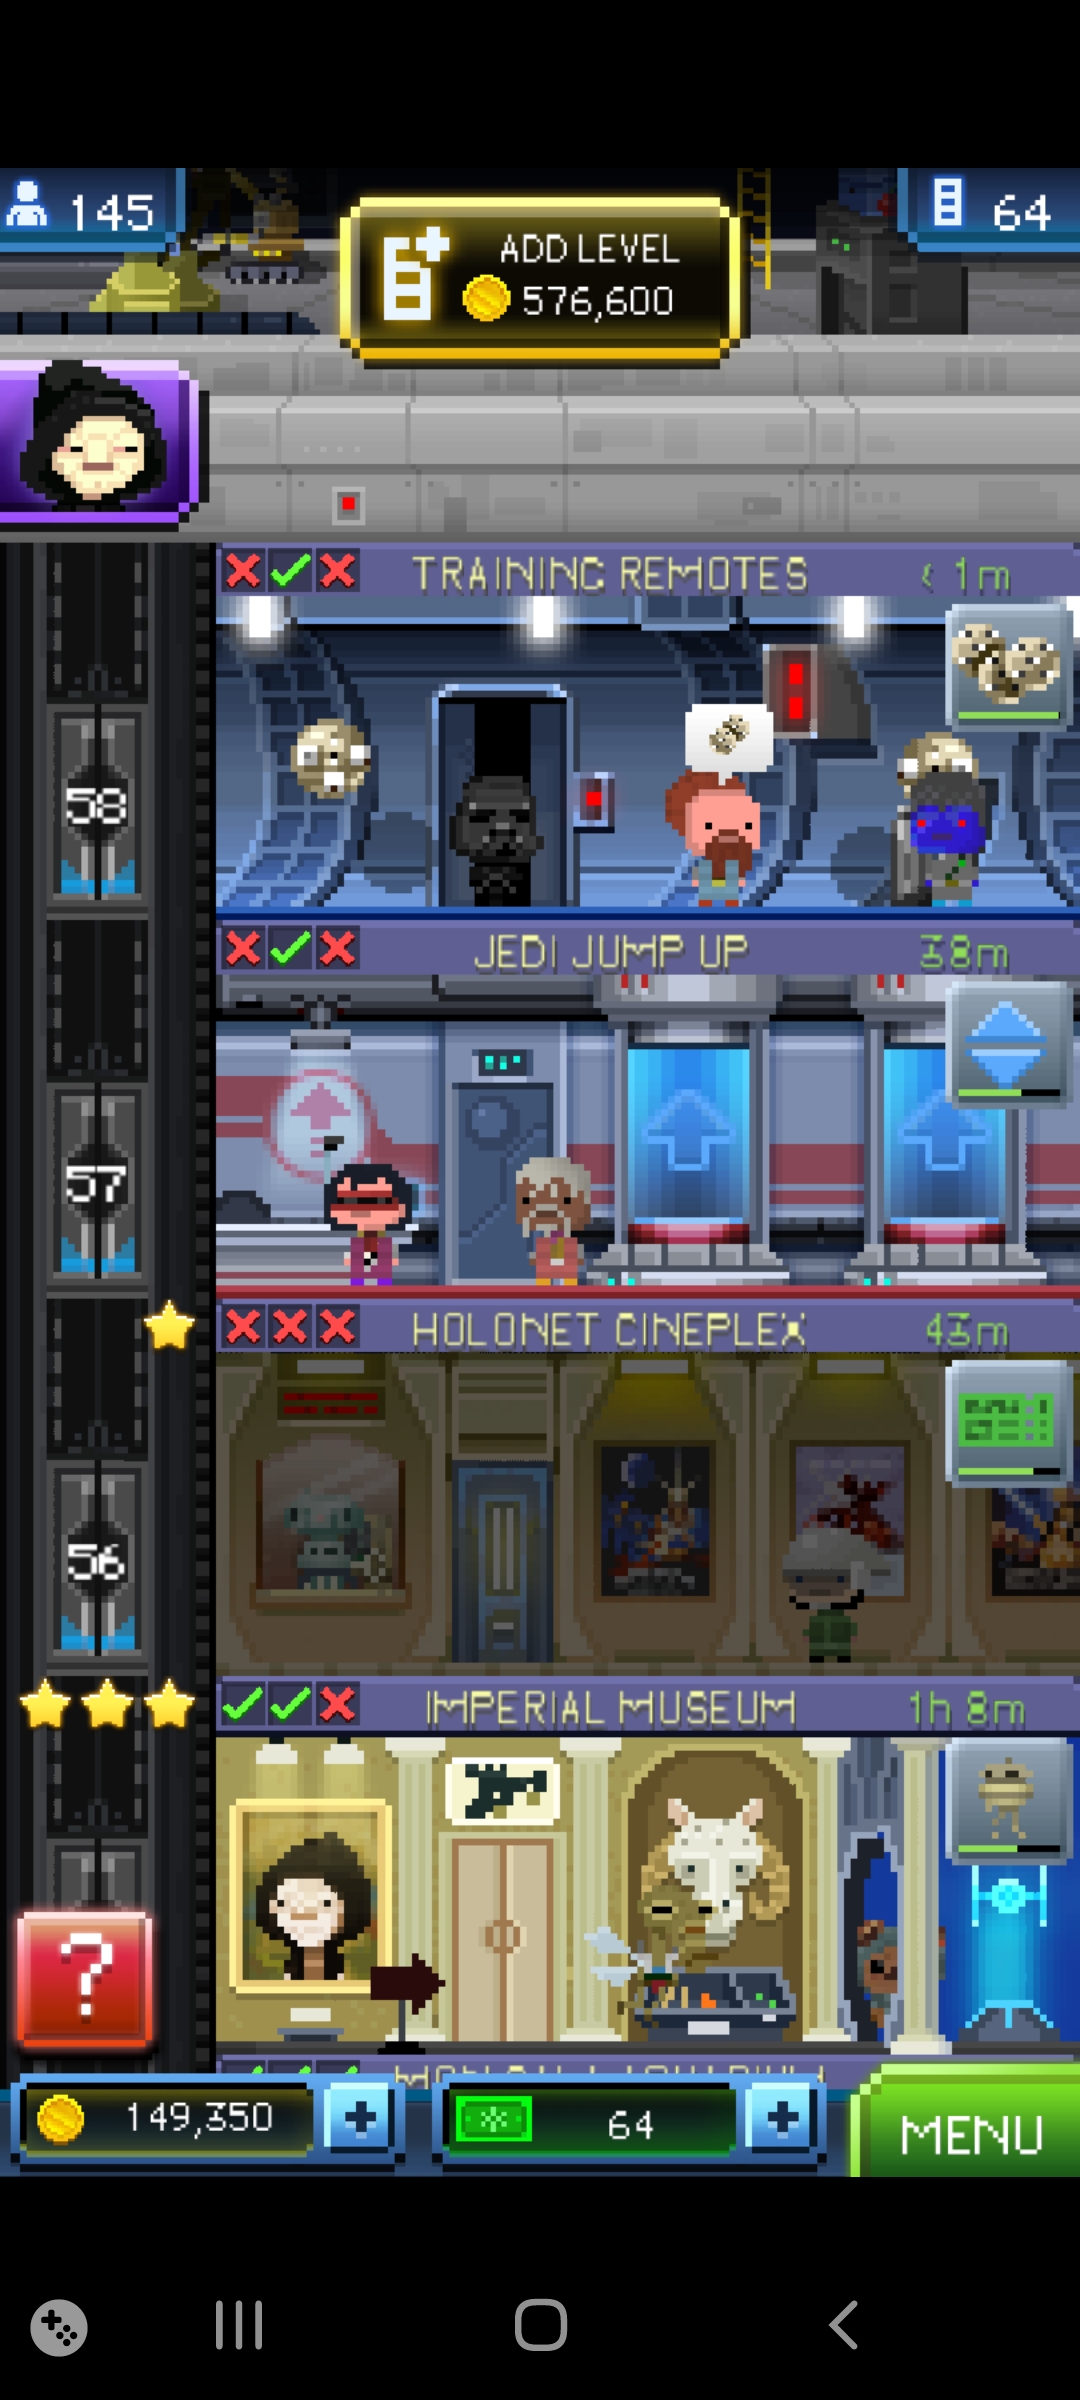 145
ADD LEVEL
576,600
64
TRAINING REMOTES < 1m
58
JEDI JUMP UP 38m
57
HOLONET CINEPLEX 43m
56
IMPERIAL MUSEUM 1h 8m
?
149,350 +
64 +
MENU